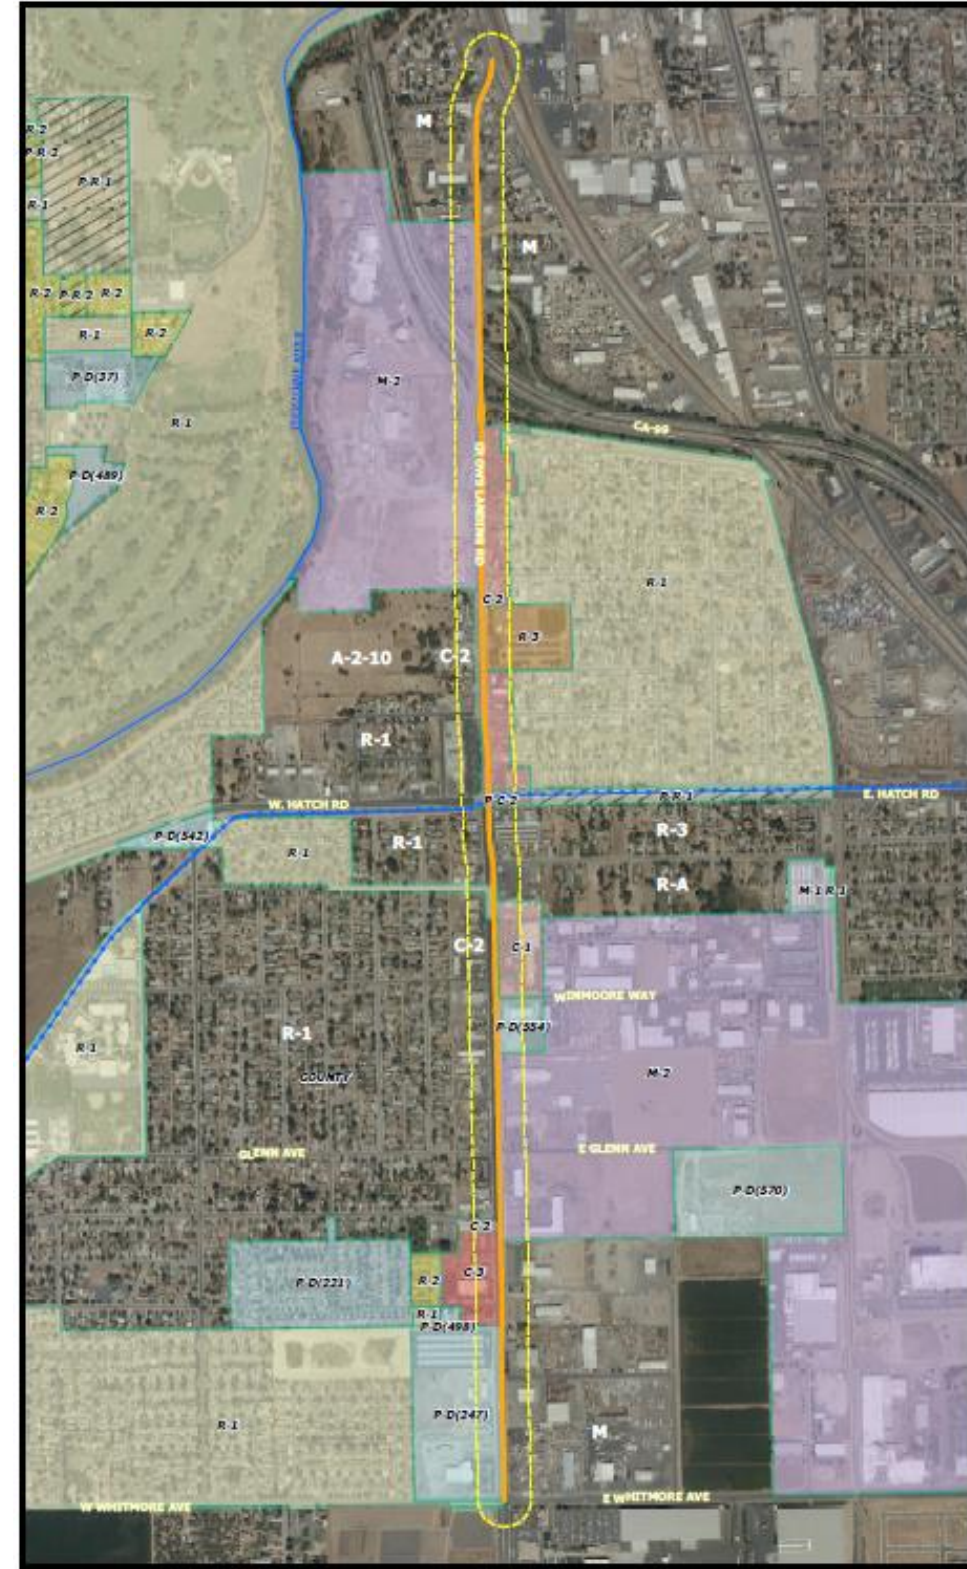 M
R-2
P-R-2
P-R-1
R-1
M
R-2
P-R-2
R-2
R-1
R-2
P-D(37)
M-2
R-1
CA-99
P-D(489)
R-2
R-1
C-2
R-3
A-2-10
C-2
R-1
W. HATCH RD
P-C-2
P-R-1
E. HATCH RD
P-D(542)
R-1
R-1
R-3
R-A
M-1
R-1
C-2
C-1
WINMOORE WAY
P-D(554)
R-1
R-1
COUNTY
M-2
GLENN AVE
E GLENN AVE
P-D(570)
C-2
P-D(221)
R-2
C-3
R-1
P-D(498)
R-1
P-D(247)
M
W WHITMORE AVE
E WHITMORE AVE